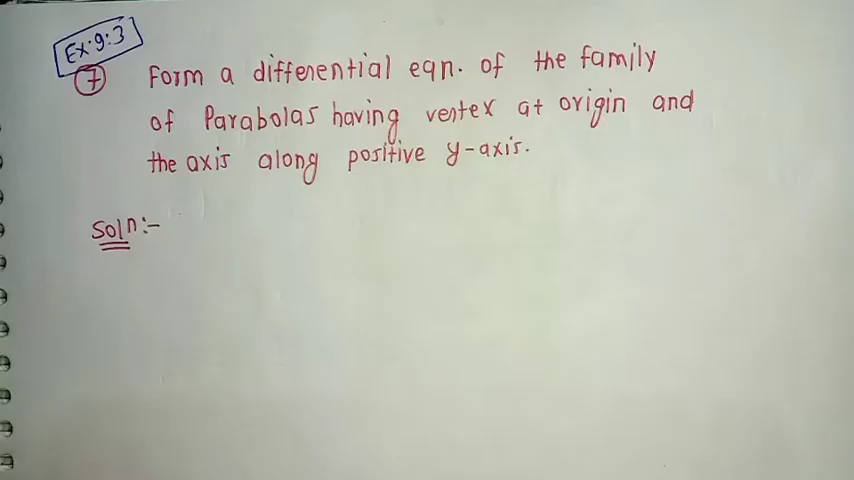 Ex:9:3
7 Form a differential eqn. of the family
of Parabolas having vertex at origin and
the axis along positive y-axis.
Soln:-